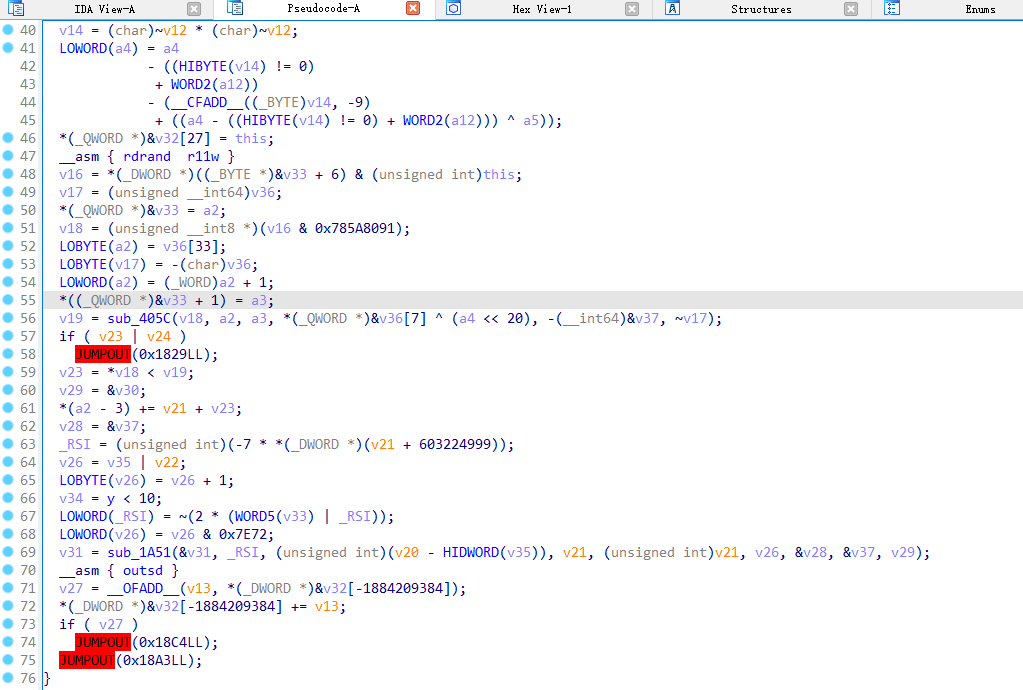 IDA View-A Pseudocode-A Hex View-1 Structures Enums
40 v14 = (char)~v12 * (char)~v12;
41 LOWORD(a4) = a4
42 - ((HIBYTE(v14) != 0)
43 + WORD2(a12))
44 - (__CFADD__((_BYTE)v14, -9)
45 + ((a4 - ((HIBYTE(v14) != 0) + WORD2(a12))) ^ a5));
46 *(_QWORD *)&v32[27] = this;
47 __asm { rdrand r11w }
48 v16 = *(_DWORD *)((_BYTE *)&v33 + 6) & (unsigned int)this;
49 v17 = (unsigned __int64)v36;
50 *(_QWORD *)&v33 = a2;
51 v18 = (unsigned __int8 *)(v16 & 0x785A8091);
52 LOBYTE(a2) = v36[33];
53 LOBYTE(v17) = -(char)v36;
54 LOWORD(a2) = (_WORD)a2 + 1;
55 *((_QWORD *)&v33 + 1) = a3;
56 v19 = sub_405C(v18, a2, a3, *(_QWORD *)&v36[7] ^ (a4 << 20), -(__int64)&v37, ~v17);
57 if ( v23 | v24 )
58 JUMPOUT(0x1829LL);
59 v23 = *v18 < v19;
60 v29 = &v30;
61 *(a2 - 3) += v21 + v23;
62 v28 = &v37;
63 _RSI = (unsigned int)(-7 * *(_DWORD *)(v21 + 603224999));
64 v26 = v35 | v22;
65 LOBYTE(v26) = v26 + 1;
66 v34 = y < 10;
67 LOWORD(_RSI) = ~(2 * (WORD5(v33) | _RSI));
68 LOWORD(v26) = v26 & 0x7E72;
69 v31 = sub_1A51(&v31, _RSI, (unsigned int)(v20 - HIDWORD(v35)), v21, (unsigned int)v21, v26, &v28, &v37, v29);
70 __asm { outsd }
71 v27 = __OFADD__(v13, *(_DWORD *)&v32[-1884209384]);
72 *(_DWORD *)&v32[-1884209384] += v13;
73 if ( v27 )
74 JUMPOUT(0x18C4LL);
75 JUMPOUT(0x18A3LL);
76 }